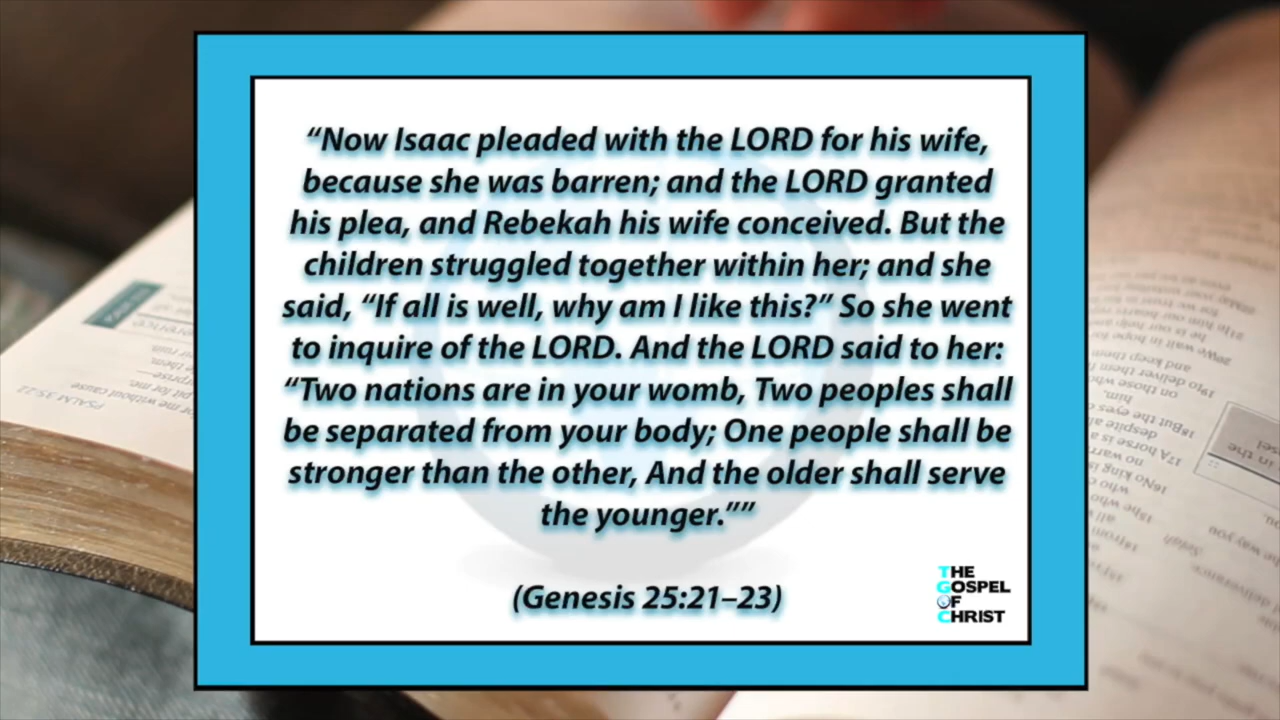 “Now Isaac pleaded with the LORD for his wife,
because she was barren; and the LORD granted
his plea, and Rebekah his wife conceived. But the
children struggled together within her; and she
said, “If all is well, why am I like this?” So she went
to inquire of the LORD. And the LORD said to her:
“Two nations are in your womb, Two peoples shall
be separated from your body; One people shall be
stronger than the other, And the older shall serve
the younger.””
(Genesis 25:21–23)
THE
GOSPEL
OF
CHRIST
PSALM 35:22